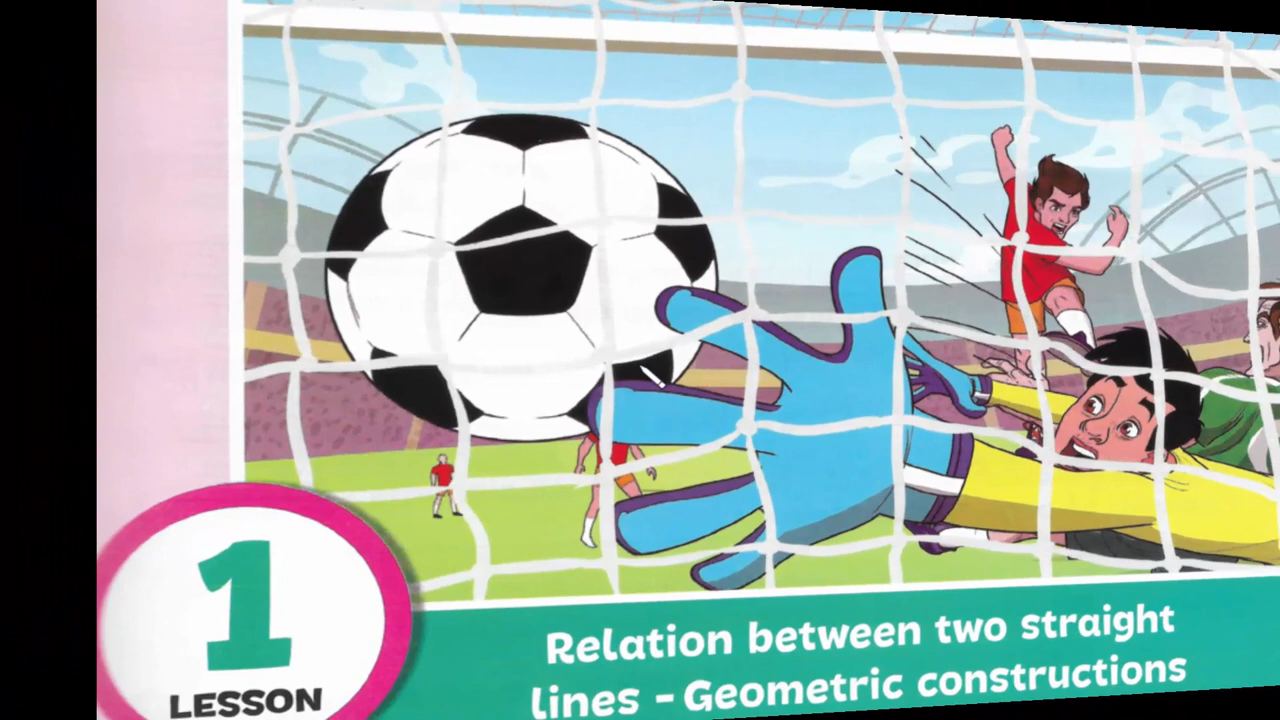 1
LESSON
Relation between two straight
lines - Geometric constructions